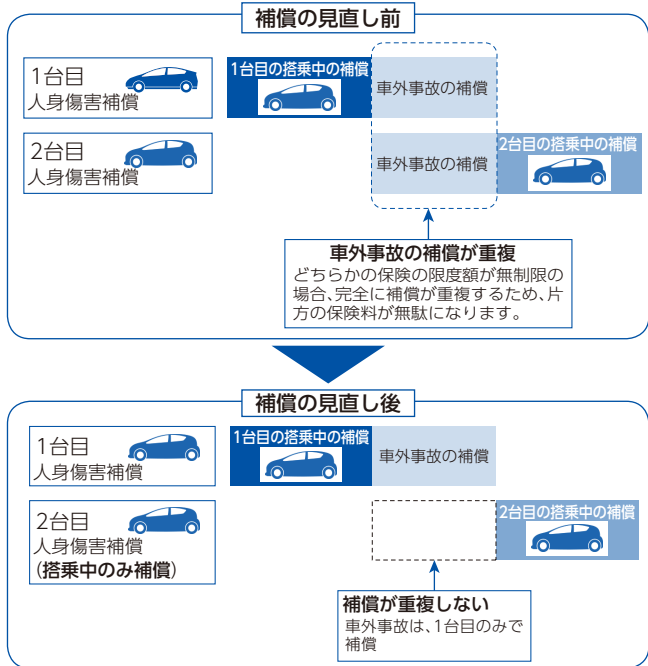 補償の見直し前
1台目
人身傷害補償
1台目の搭乗中の補償
車外事故の補償
2台目
人身傷害補償
車外事故の補償
2台目の搭乗中の補償
車外事故の補償が重複
どちらかの保険の限度額が無制限の
場合、完全に補償が重複するため、片
方の保険料が無駄になります。
補償の見直し後
1台目
人身傷害補償
1台目の搭乗中の補償
車外事故の補償
2台目
人身傷害補償
(搭乗中のみ補償)
2台目の搭乗中の補償
補償が重複しない
車外事故は、1台目のみで
補償